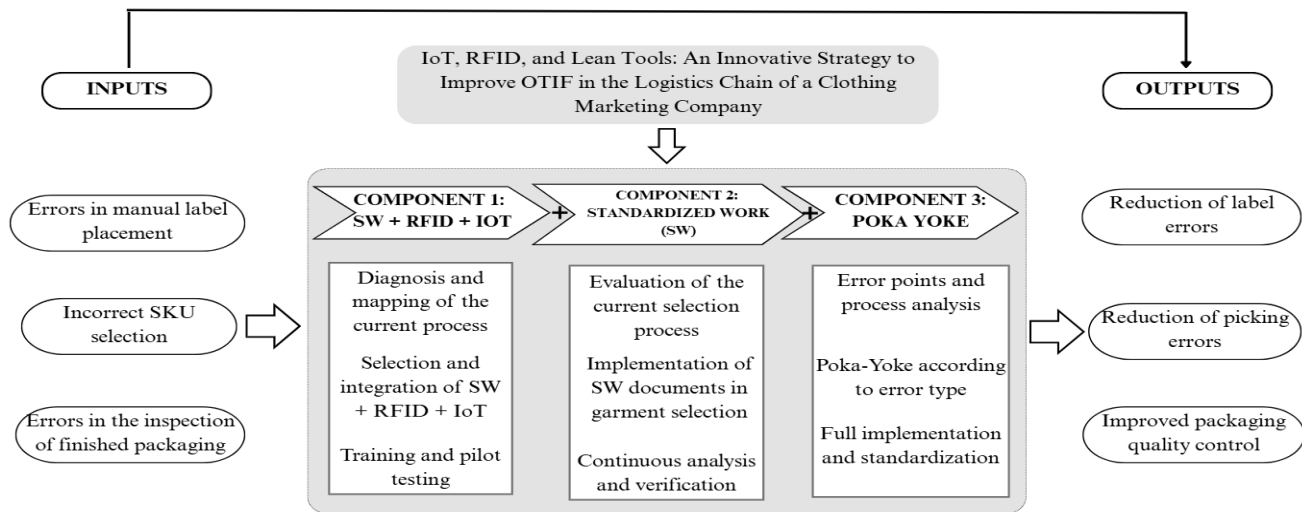 IoT, RFID, and Lean Tools: An Innovative Strategy to
Improve OTIF in the Logistics Chain of a Clothing
Marketing Company
INPUTS
Errors in manual label
placement
Incorrect SKU
selection
Errors in the inspection
of finished packaging
COMPONENT 1:
SW + RFID + IOT
Diagnosis and
mapping of the
current process
Selection and
integration of SW
+ RFID + IoT
Training and pilot
testing
+
COMPONENT 2:
STANDARDIZED WORK
(SW)
Evaluation of the
current selection
process
Implementation of
SW documents in
garment selection
Continuous analysis
and verification
+
COMPONENT 3:
POKA YOKE
Error points and
process analysis
Poka-Yoke according
to error type
Full implementation
and standardization
OUTPUTS
Reduction of label
errors
Reduction of picking
errors
Improved packaging
quality control